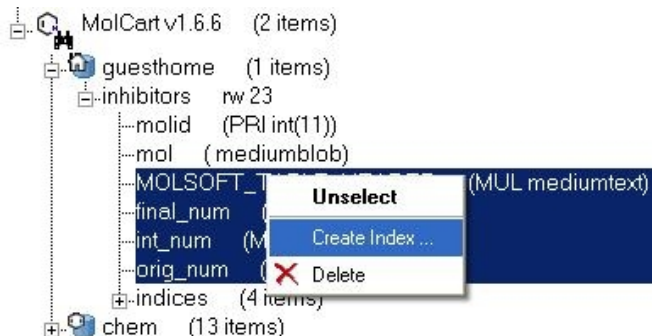 MolCart v1.6.6 (2 items)
guesthome (1 items)
inhibitors rw 23
molid (PRI int(11))
mol (mediumblob)
MOLSOFT_T (MUL mediumtext)
Unselect
final_num (
Create Index ...
int_num (M
Delete
orig_num (
indices (4 items)
chem (13 items)